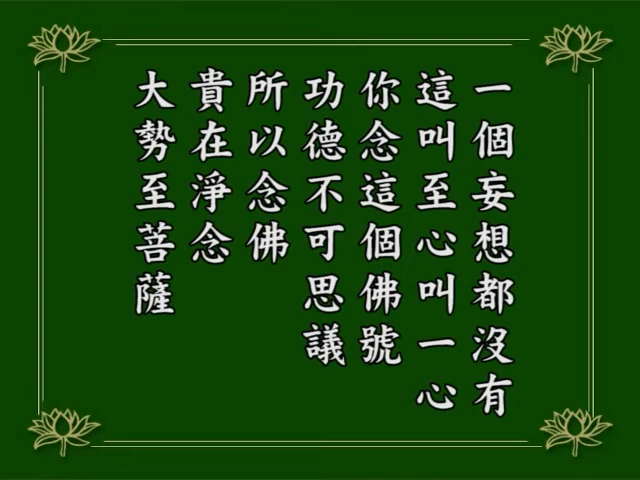 一個妄想都沒有
這叫至心叫一心
你念這個佛號
功德不可思議
所以念佛
貴在淨念
大勢至菩薩